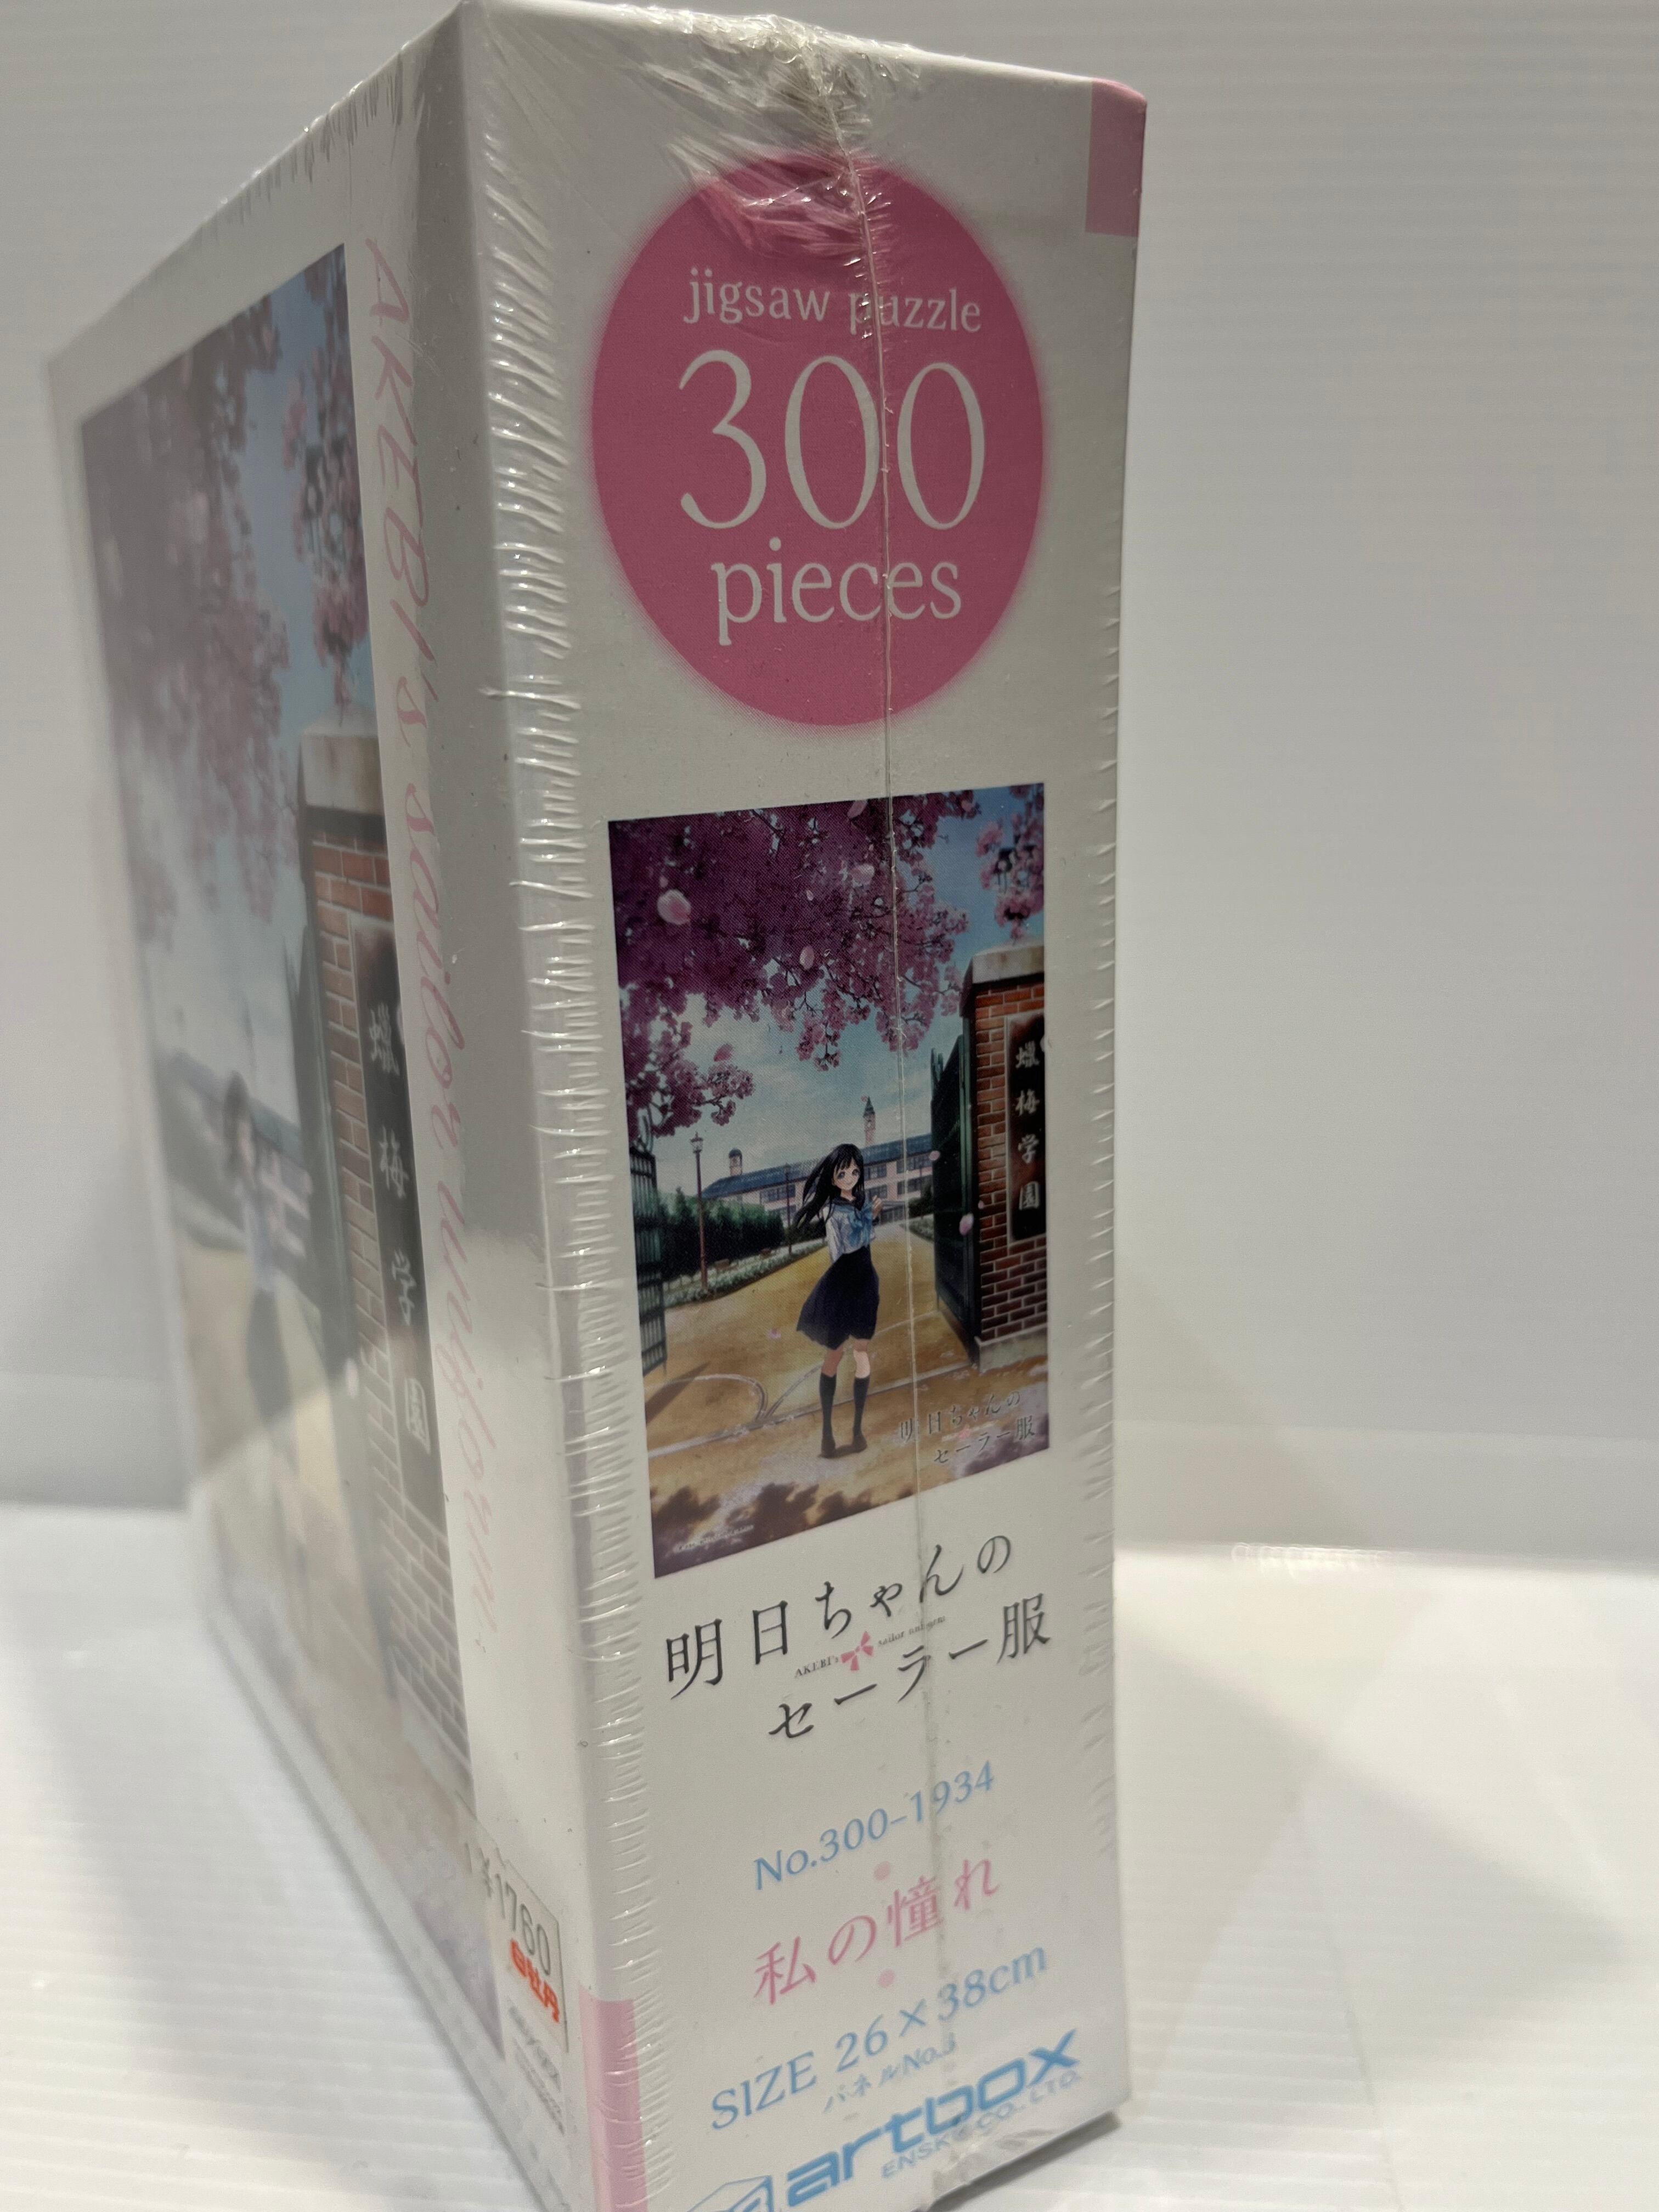 AKEBI's sailor uniform
蠟梅学園
¥1760
jigsaw puzzle
300
pieces
蠟梅学園
明日ちゃんの
セーラー服
明日ちゃんの
AKEBI's sailor uniform
セーラー服
No.300-1934
私の憧れ
SIZE 26×38cm
パネルNo.3
artbox
ENSKY CO., LTD.